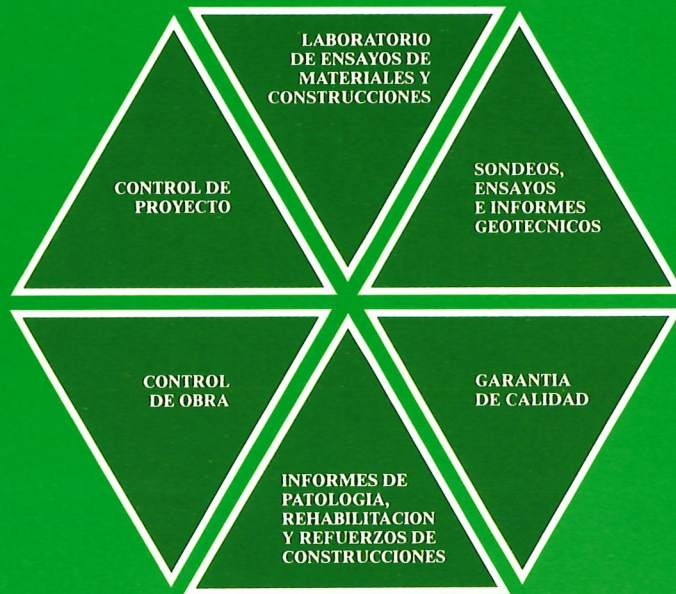 LABORATORIO
DE ENSAYOS DE
MATERIALES Y
CONSTRUCCIONES
CONTROL DE
PROYECTO
SONDEOS,
ENSAYOS
E INFORMES
GEOTECNICOS
CONTROL
DE OBRA
GARANTIA
DE CALIDAD
INFORMES DE
PATOLOGIA,
REHABILITACION
Y REFUERZOS DE
CONSTRUCCIONES